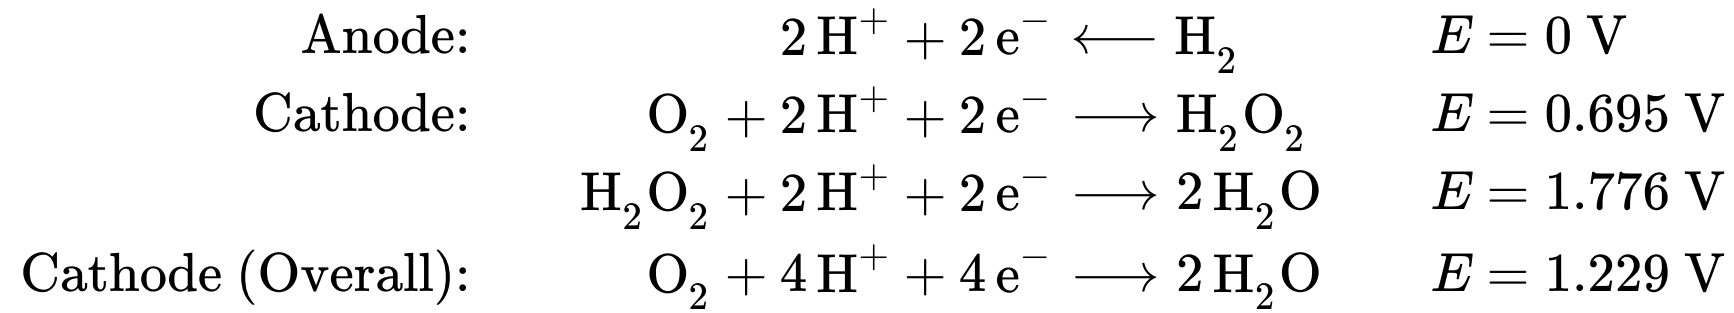 Anode: 2 H⁺ + 2 e⁻ ⟵ H₂ E = 0 V
Cathode: O₂ + 2 H⁺ + 2 e⁻ ⟶ H₂O₂ E = 0.695 V
H₂O₂ + 2 H⁺ + 2 e⁻ ⟶ 2 H₂O E = 1.776 V
Cathode (Overall): O₂ + 4 H⁺ + 4 e⁻ ⟶ 2 H₂O E = 1.229 V